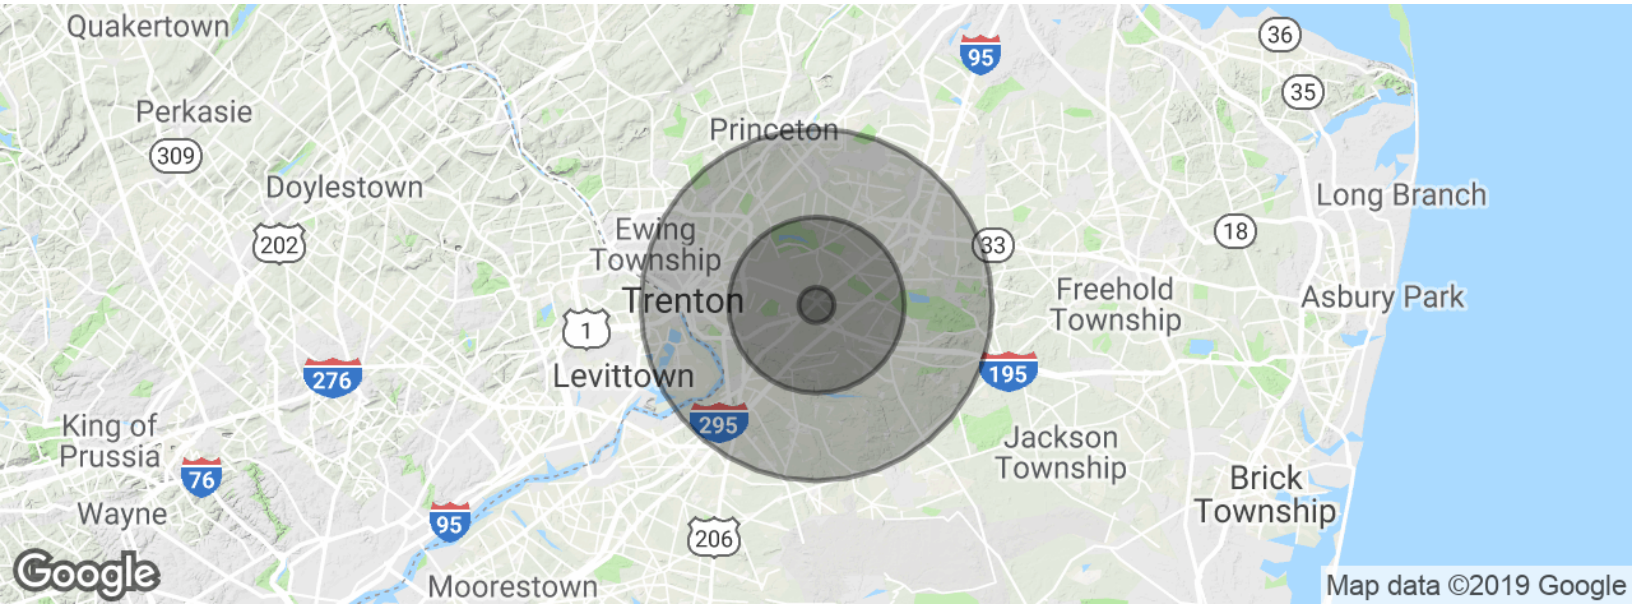 Quakertown
36
95
35
Perkasie
Princeton
309
Doylestown
Long Branch
202
Ewing
Township
18
33
Trenton
Freehold
Township
Asbury Park
1
276
Levittown
195
295
King of
Prussia
Jackson
Township
76
Brick
Township
Wayne
95
206
Google
Moorestown
Map data ©2019 Google